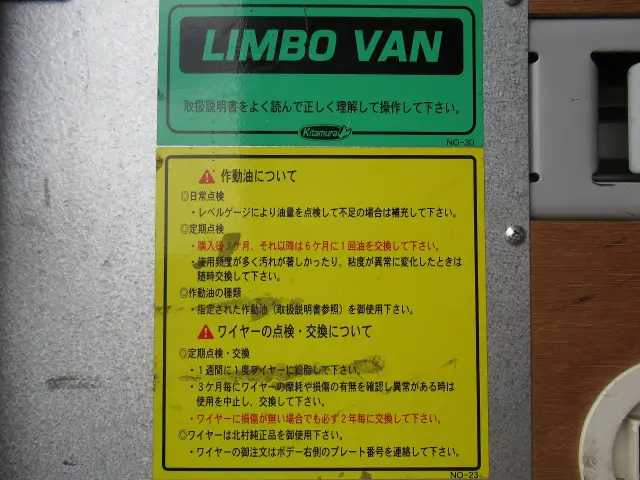 LIMBO VAN
取扱説明書をよく読んで正しく理解して操作して下さい。
Kitamura
NO-30
作動油について
◎日常点検
・レベルゲージにより油量を点検して不足の場合は補充して下さい。
◎定期点検
・購入後3ヶ月、それ以降は6ヶ月に1回油を交換して下さい。
・使用頻度が多く汚れが著しかったり、粘度が異常に変化したときは
随時交換して下さい。
◎作動油の種類
・指定された作動油（取扱説明書参照）を御使用下さい。
ワイヤーの点検・交換について
◎定期点検・交換
・1週間に1度ワイヤーに給脂して下さい。
・3ケ月毎にワイヤーの摩耗や損傷の有無を確認し異常がある時は
使用を中止し、交換して下さい。
・ワイヤーに損傷が無い場合でも必ず2年毎に交換して下さい。
◎ワイヤーは北村純正品を御使用下さい。
・ワイヤーの御注文はボデー右側のプレート番号を連絡して下さい。
NO-23